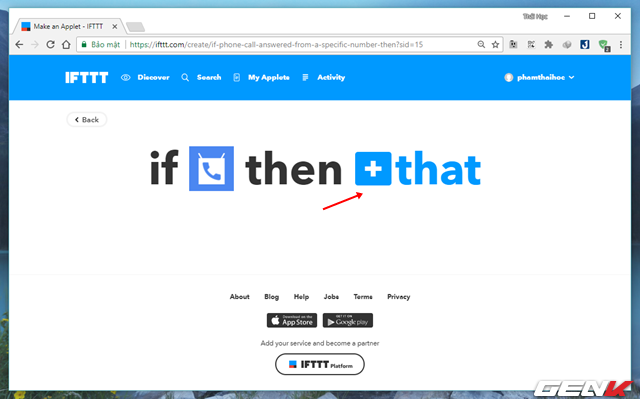 Thái Học
Make an Applet - IFTTT
Bảo mật https://ifttt.com/create/if-phone-call-answered-from-a-specific-number-then?sid=15
IFTTT Discover Search My Applets Activity phamthaihoc
Back
if then + that
About Blog Help Jobs Terms Privacy
Download on the App Store GET IT ON Google play
Add your service and become a partner
IFTTT Platform
GENK